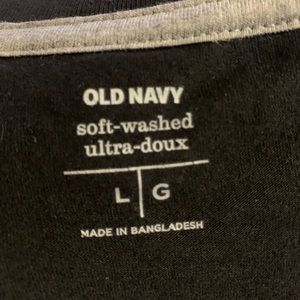 OLD NAVY
soft-washed
ultra-doux
L G
MADE IN BANGLADESH